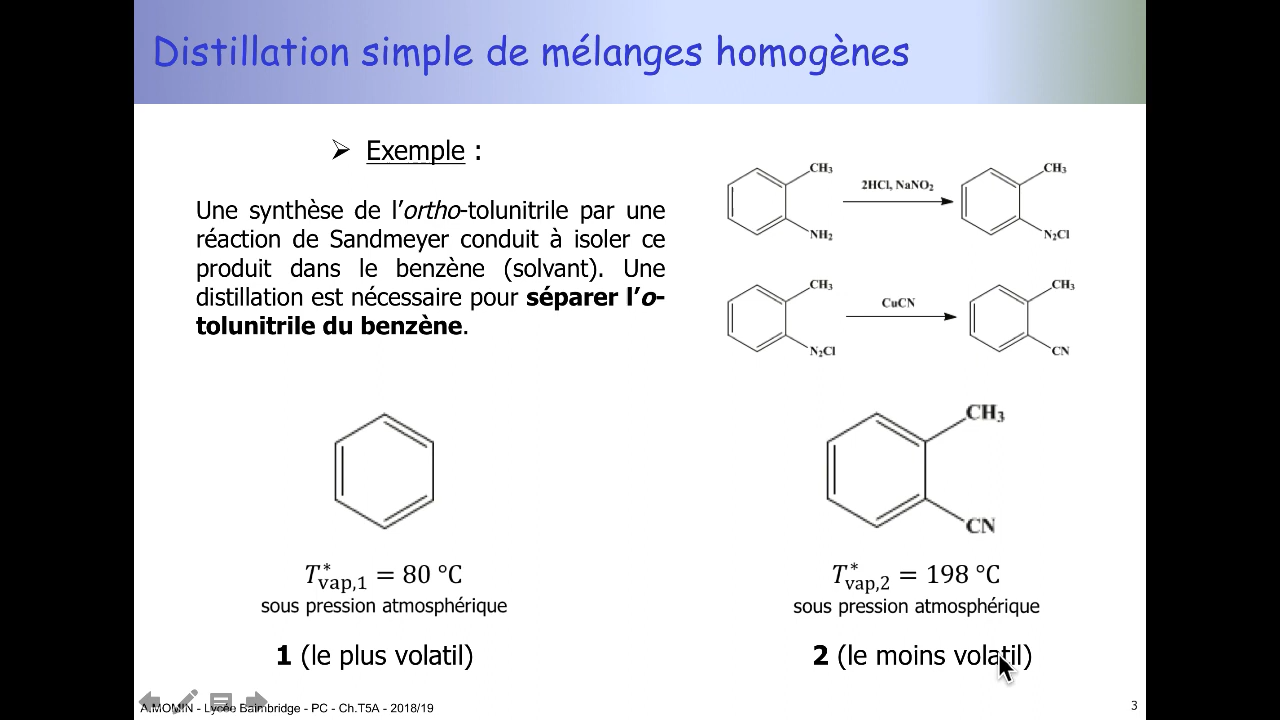 Distillation simple de mélanges homogènes
➢ Exemple :
Une synthèse de l’ortho-tolunitrile par une
réaction de Sandmeyer conduit à isoler ce
produit dans le benzène (solvant). Une
distillation est nécessaire pour séparer l’o-
tolunitrile du benzène.
CH3
2HCl, NaNO2
CH3
NH2
N2Cl
CH3
CuCN
CH3
N2Cl
CN
CH3
CN
T*vap,1 = 80 °C
sous pression atmosphérique
1 (le plus volatil)
T*vap,2 = 198 °C
sous pression atmosphérique
2 (le moins volatil)
A.MOMIN - Lycée Baimbridge - PC - Ch.T5A - 2018/19
3